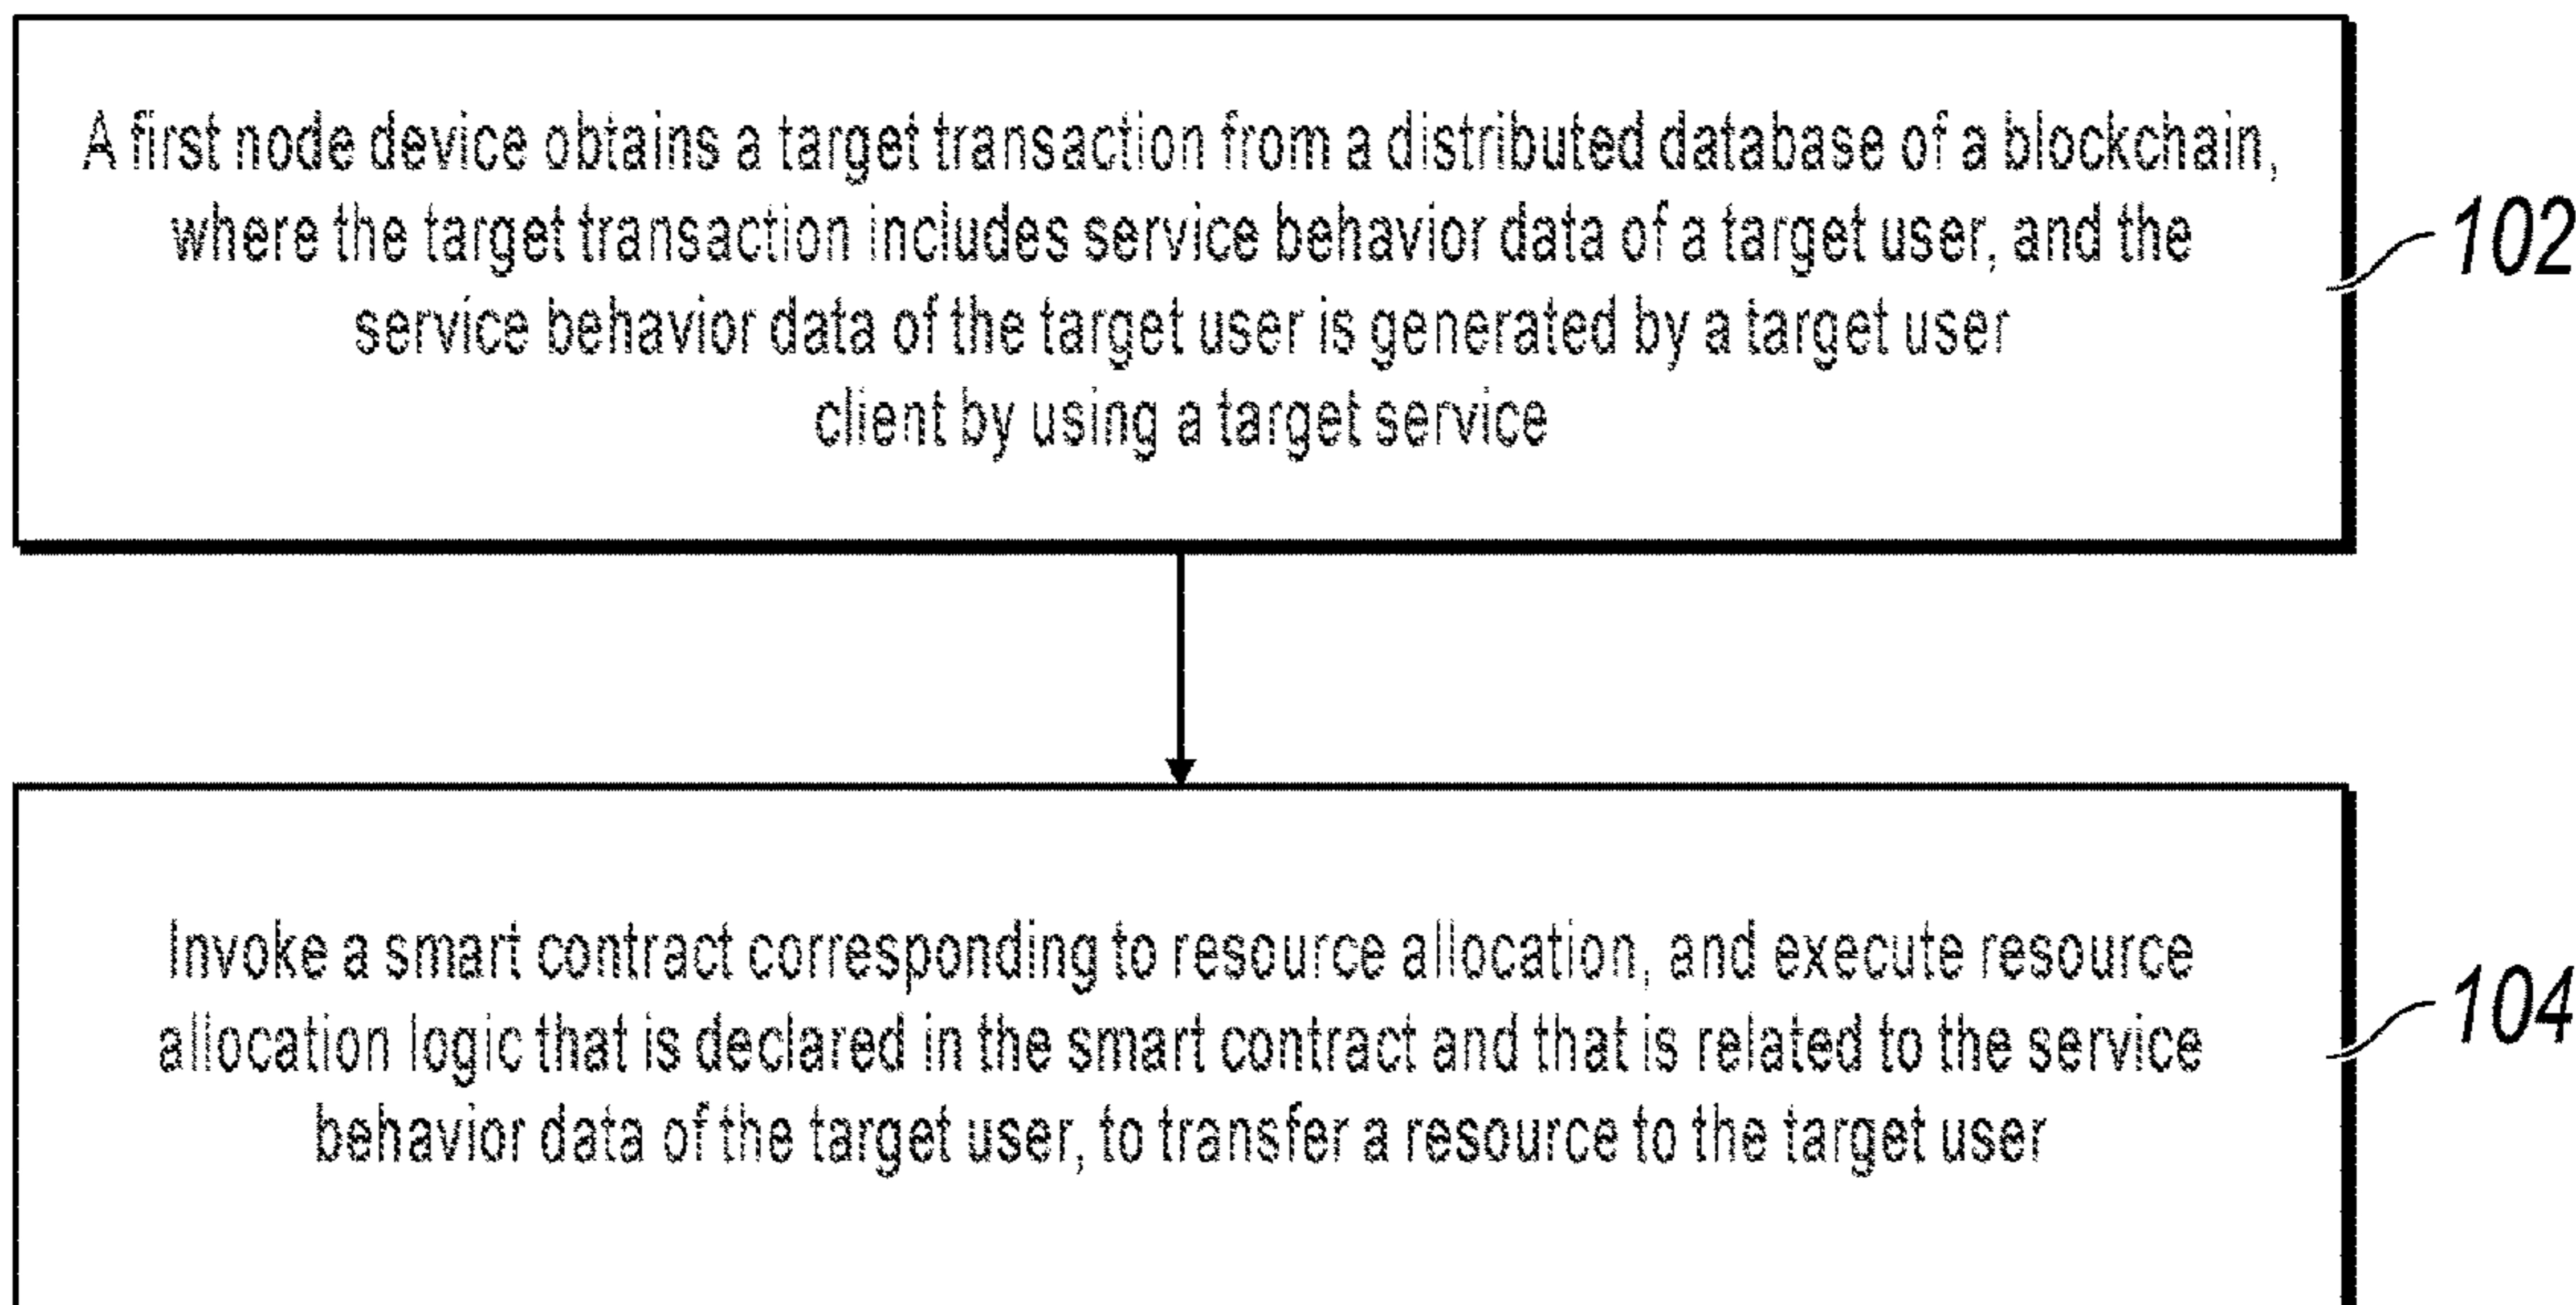 A first node device obtains a target transaction from a distributed database of a blockchain,
where the target transaction includes service behavior data of a target user, and the
service behavior data of the target user is generated by a target user
client by using a target service
102
Invoke a smart contract corresponding to resource allocation, and execute resource
allocation logic that is declared in the smart contract and that is related to the service
behavior data of the target user, to transfer a resource to the target user
104